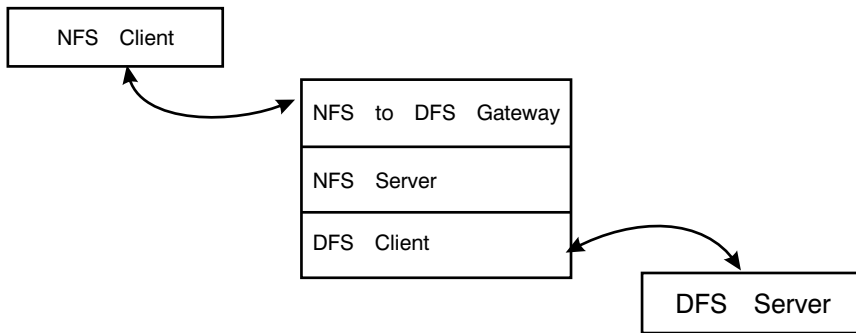 NFS Client
NFS to DFS Gateway
NFS Server
DFS Client
DFS Server